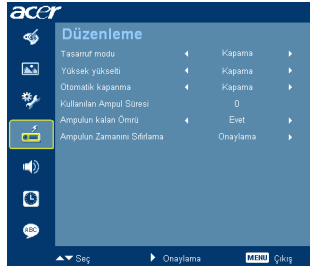 acer
Düzenleme
Tasarruf modu Kapama
Yüksek yükselti Kapama
Otomatik kapanma Kapama
Kullanılan Ampul Süresi 0
Ampulun kalan Ömrü Evet
Ampulun Zamanını Sıfırlama Onaylama
ABC
Seç Onaylama MENU Çıkış